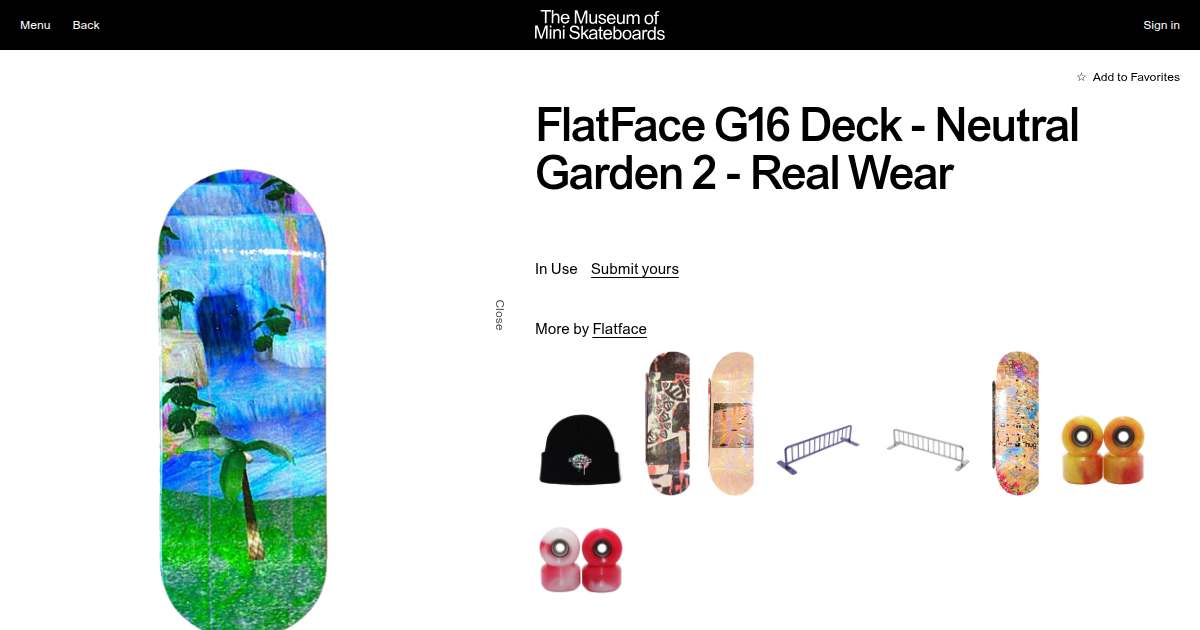 Menu
Back
The Museum of
Mini Skateboards
Sign in
☆ Add to Favorites
FlatFace G16 Deck - Neutral
Garden 2 - Real Wear
In Use
Submit yours
Close
More by Flatface